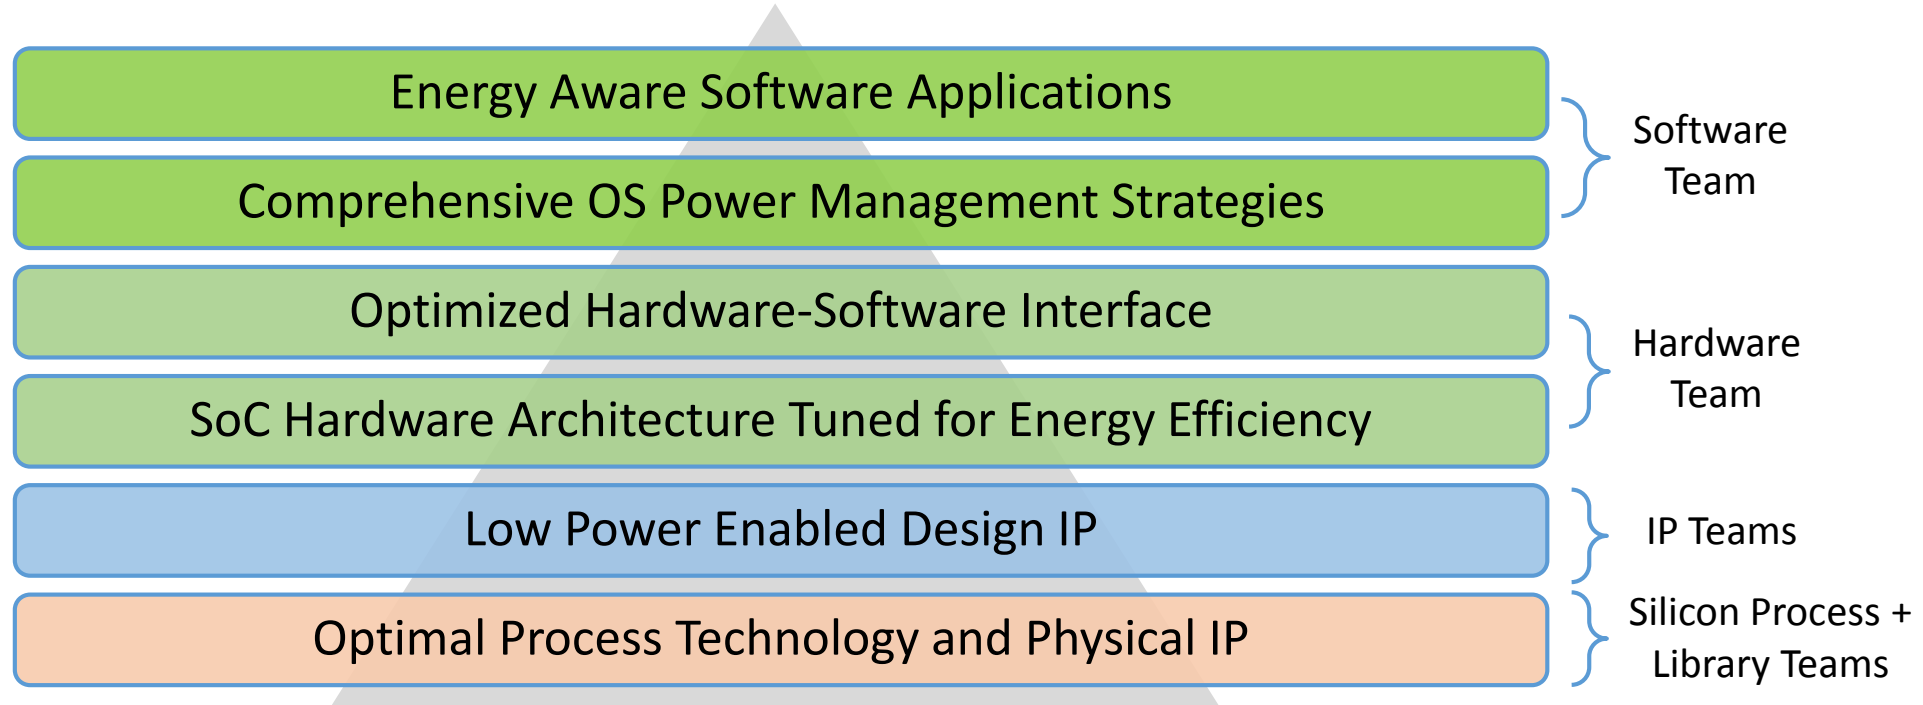 Energy Aware Software Applications
Comprehensive OS Power Management Strategies
Software
Team
Optimized Hardware-Software Interface
SoC Hardware Architecture Tuned for Energy Efficiency
Hardware
Team
Low Power Enabled Design IP
IP Teams
Optimal Process Technology and Physical IP
Silicon Process +
Library Teams